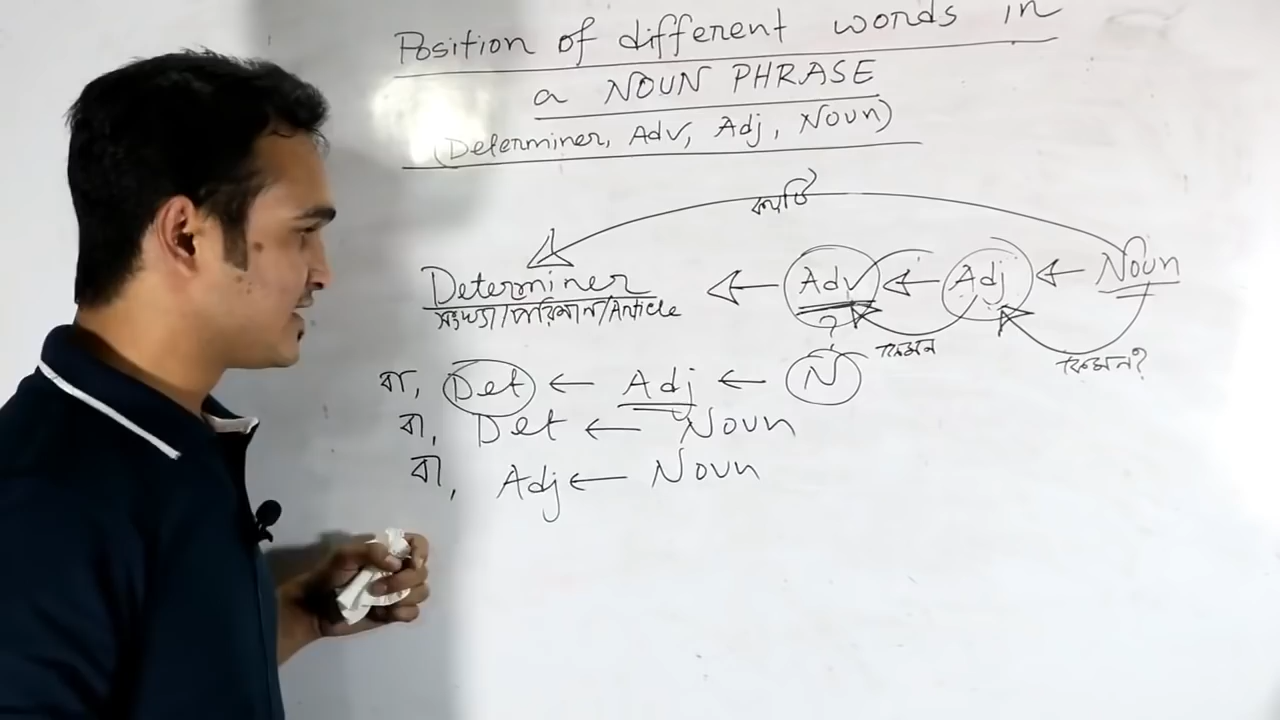 Position of different words in
a NOUN PHRASE
(Determiner, Adv, Adj, Noun)
কয়টি
Determiner ← Adv ← Adj ← Noun
সংখ্যা/পরিমান/Article
?
কেমন
কেমন?
বা, Det ← Adj ← N
বা, Det ← Noun
বা, Adj ← Noun